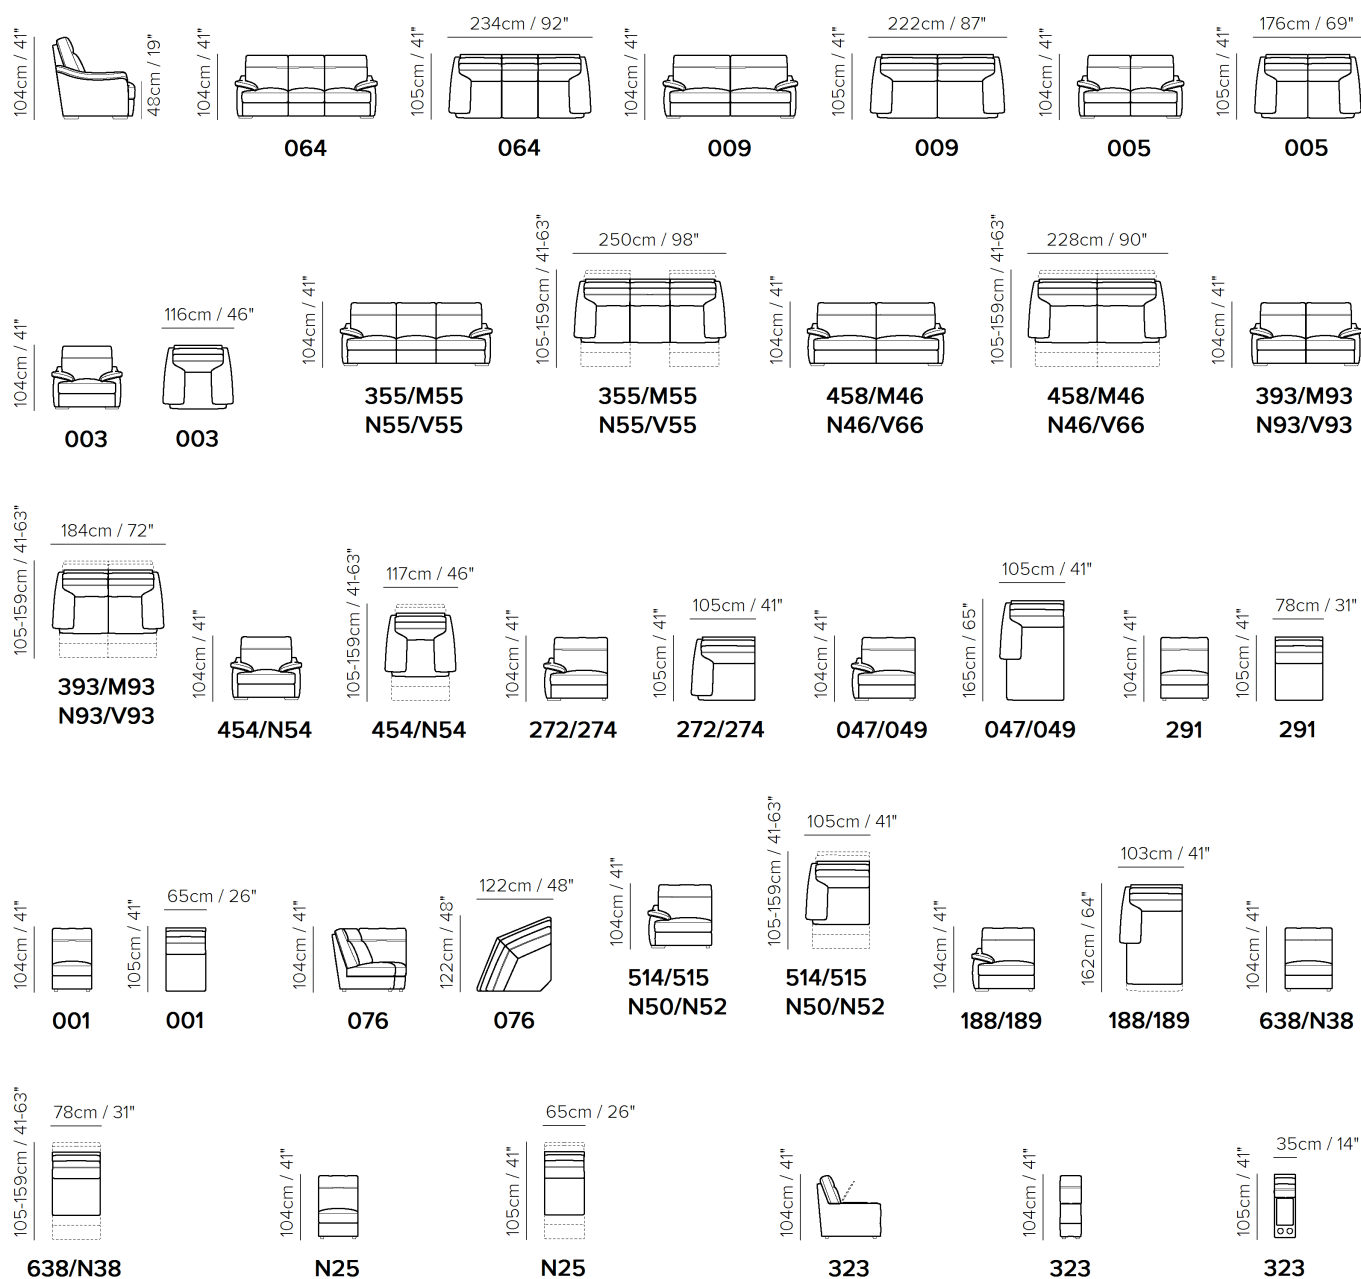 104cm / 41"
48cm / 19"
104cm / 41"
064
105cm / 41"
234cm / 92"
064
104cm / 41"
009
105cm / 41"
222cm / 87"
009
104cm / 41"
005
105cm / 41"
176cm / 69"
005
104cm / 41"
003
116cm / 46"
003
104cm / 41"
355/M55
N55/V55
105-159cm / 41-63"
250cm / 98"
355/M55
N55/V55
104cm / 41"
458/M46
N46/V66
105-159cm / 41-63"
228cm / 90"
458/M46
N46/V66
104cm / 41"
393/M93
N93/V93
105-159cm / 41-63"
184cm / 72"
393/M93
N93/V93
104cm / 41"
454/N54
105-159cm / 41-63"
117cm / 46"
454/N54
104cm / 41"
272/274
105cm / 41"
105cm / 41"
272/274
104cm / 41"
047/049
165cm / 65"
105cm / 41"
047/049
104cm / 41"
291
105cm / 41"
78cm / 31"
291
104cm / 41"
001
105cm / 41"
65cm / 26"
001
104cm / 41"
076
122cm / 48"
122cm / 48"
076
104cm / 41"
514/515
N50/N52
105-159cm / 41-63"
105cm / 41"
514/515
N50/N52
104cm / 41"
188/189
162cm / 64"
103cm / 41"
188/189
104cm / 41"
638/N38
105-159cm / 41-63"
78cm / 31"
638/N38
104cm / 41"
N25
105cm / 41"
65cm / 26"
N25
104cm / 41"
323
104cm / 41"
323
105cm / 41"
35cm / 14"
323